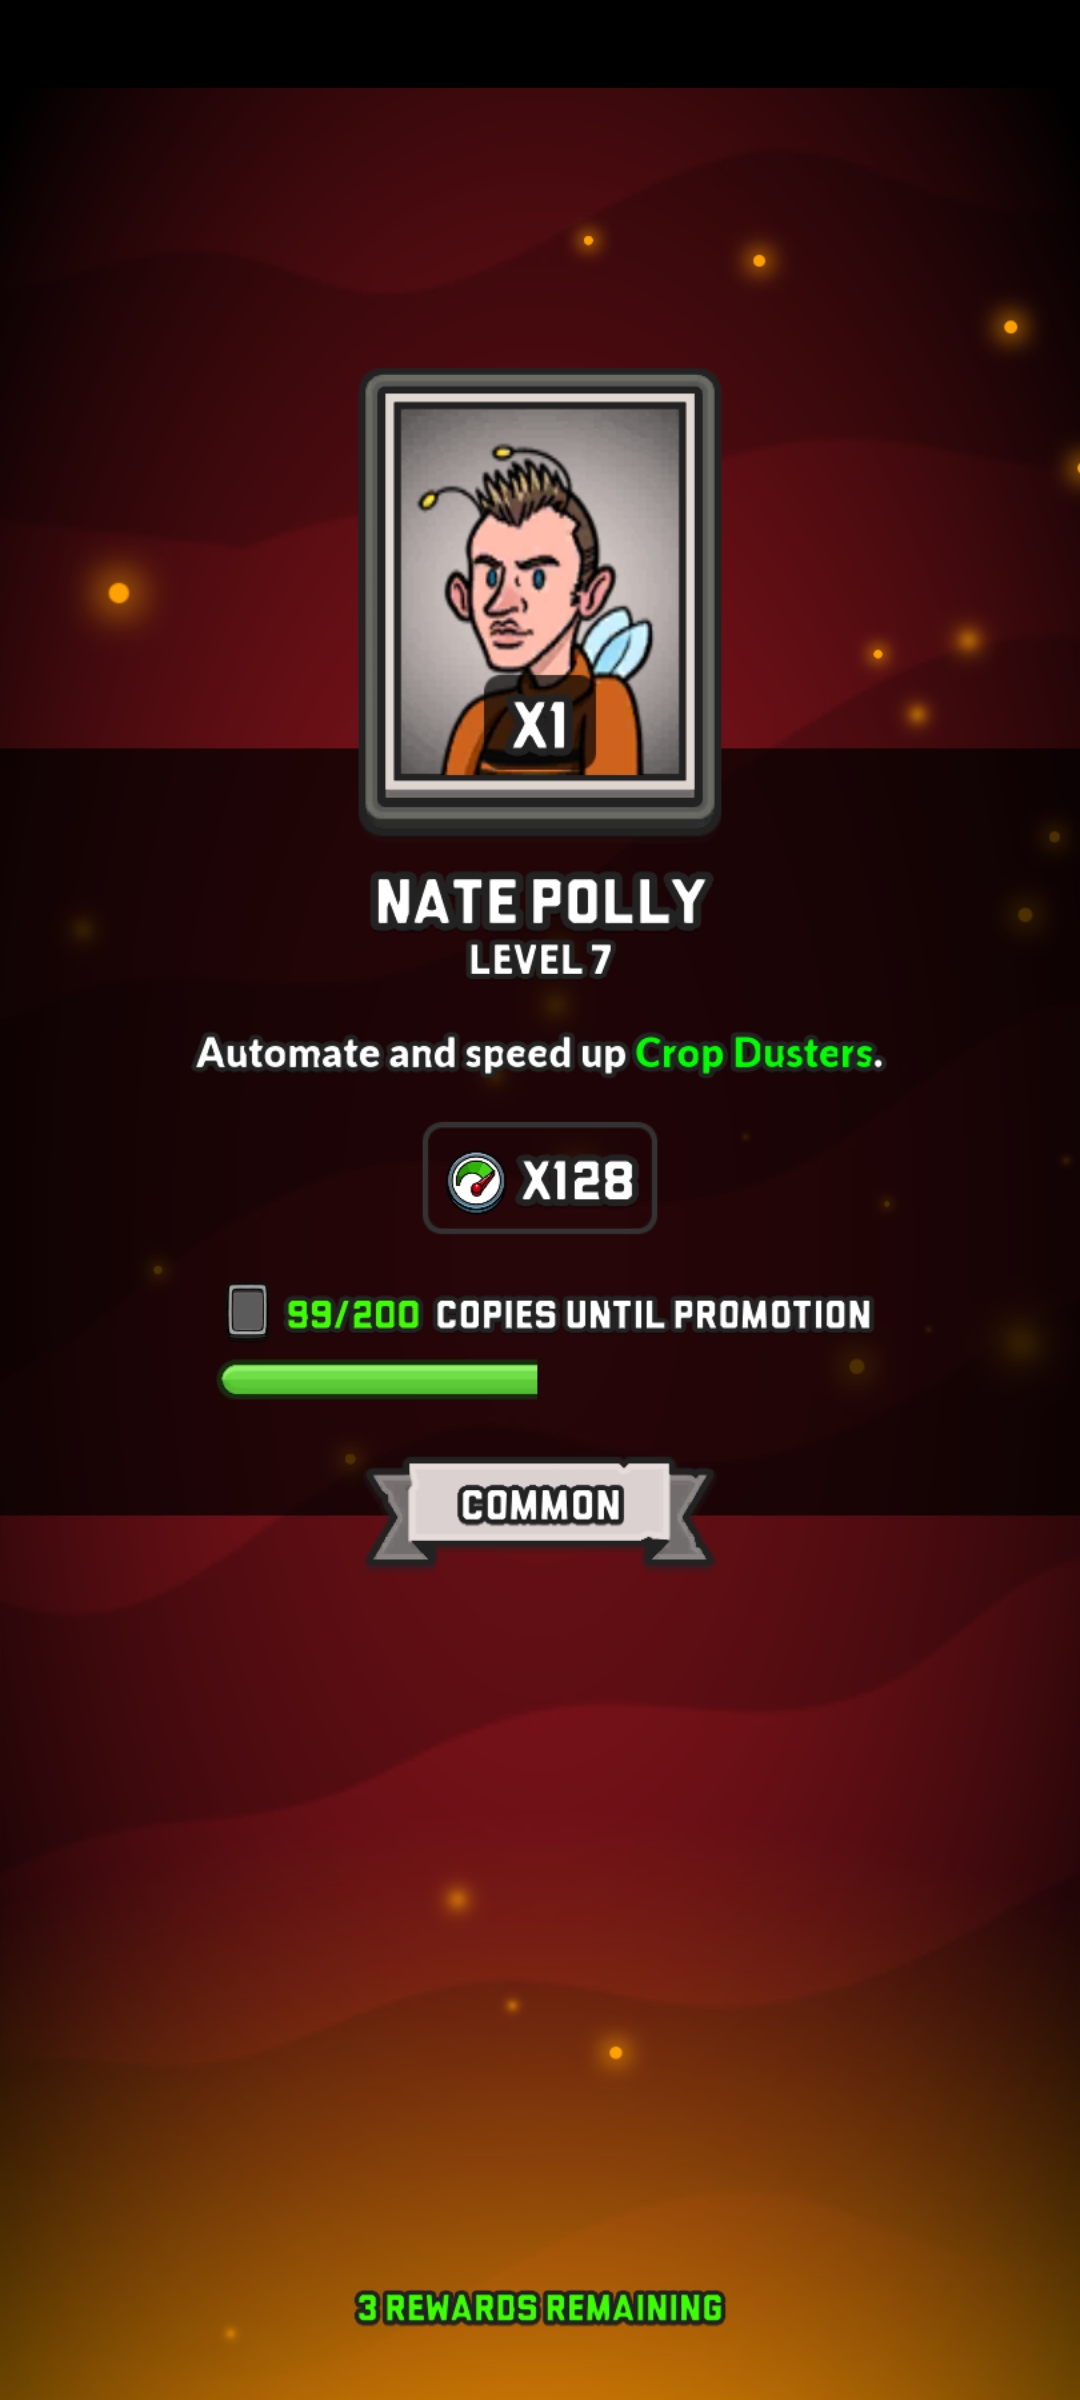 X1
NATE POLLY
LEVEL 7
Automate and speed up Crop Dusters.
X128
99/200 COPIES UNTIL PROMOTION
COMMON
3 REWARDS REMAINING